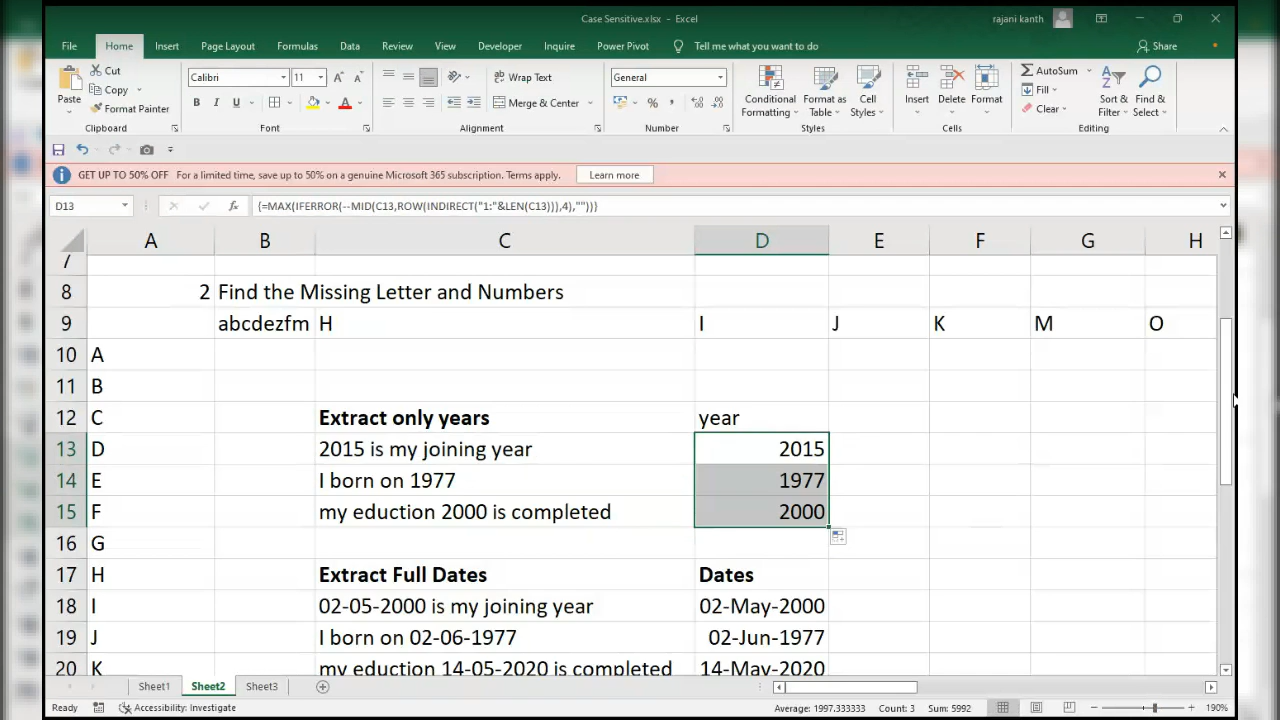 Case Sensitive.xlsx - Excel
rajani kanth
File Home Insert Page Layout Formulas Data Review View Developer Inquire Power Pivot Tell me what you want to do Share
Paste Cut Copy Format Painter
Calibri 11
B I U A
Wrap Text
Merge & Center
General
%
Conditional Formatting
Format as Table
Cell Styles
Insert
Delete
Format
AutoSum
Fill
Clear
Sort & Filter
Find & Select
Clipboard Font Alignment Number Styles Cells Editing
GET UP TO 50% OFF For a limited time, save up to 50% on a genuine Microsoft 365 subscription. Terms apply. Learn more
D13 fx {=MAX(IFERROR(--MID(C13,ROW(INDIRECT("1:"&LEN(C13))),4),""))}
A B C D E F G H
7
8 2 Find the Missing Letter and Numbers
9 abcdezfm H I J K M O
10 A
11 B
12 C Extract only years year
13 D 2015 is my joining year 2015
14 E I born on 1977 1977
15 F my eduction 2000 is completed 2000
16 G
17 H Extract Full Dates Dates
18 I 02-05-2000 is my joining year 02-May-2000
19 J I born on 02-06-1977 02-Jun-1977
20 K my eduction 14-05-2020 is completed 14-May-2020
Sheet1 Sheet2 Sheet3
Ready Accessibility: Investigate Average: 1997.333333 Count: 3 Sum: 5992 190%